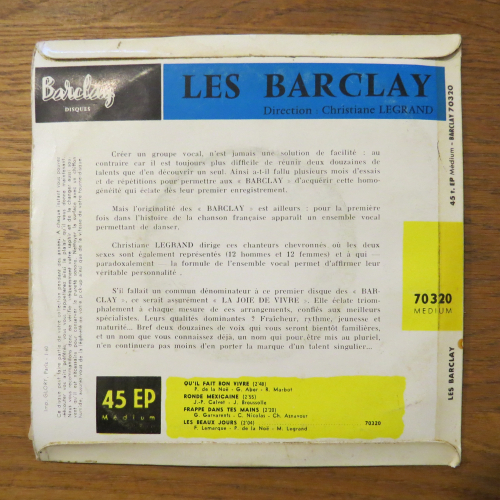 Barclay
DISQUES
LES BARCLAY
Direction : Christiane LEGRAND
Créer un groupe vocal, n'est jamais une solution de facilité : au
contraire car il est toujours plus difficile de réunir deux douzaines de
talents que d'en découvrir un seul. Ainsi a-t-il fallu plusieurs mois d'essais
et de répétitions pour permettre aux « BARCLAY » d'acquérir cette homo-
généité qui éclate dès leur premier enregistrement.
Mais l'originalité des « BARCLAY » est ailleurs : pour la première
fois dans l'histoire de la chanson française apparaît un ensemble vocal
permettant de danser.
Christiane LEGRAND dirige ces chanteurs chevronnés où les deux
sexes sont également représentés (12 hommes et 12 femmes) et à qui —
paradoxalement — la formule de l'ensemble vocal permet d'affirmer leur
véritable personnalité .
S'il fallait un commun dénominateur à ce premier disque des « BAR-
CLAY », ce serait assurément « LA JOIE DE VIVRE ». Elle éclate triom-
phalement à chaque mesure de ces arrangements, confiés aux meilleurs
spécialistes. Leurs qualités dominantes ? Fraîcheur, rythme, jeunesse et
maturité... Bref deux douzaines de voix qui vous seront bientôt familières,
et un nom que vous connaissez déjà, un nom qui pour être mis au pluriel,
n'en continuera pas moins d'en porter la marque d'un talent singulier...
45 EP
Médium
QU'IL FAIT BON VIVRE (2'48)
P. de la Noë - G. Aber - R. Marbot
RONDE MEXICAINE (2'55)
J.-P. Calvet - J. Brousselle
FRAPPE DANS TES MAINS (2'30)
G. Garvarentz - C. Nicolas - Ch. Aznavour
LES BEAUX JOURS (2'04)
F. Lemarque - P. de la Noë - M. Legrand
70320
70320
MEDIUM
45 t. EP Médium - BARCLAY 70320
LES BARCLAY